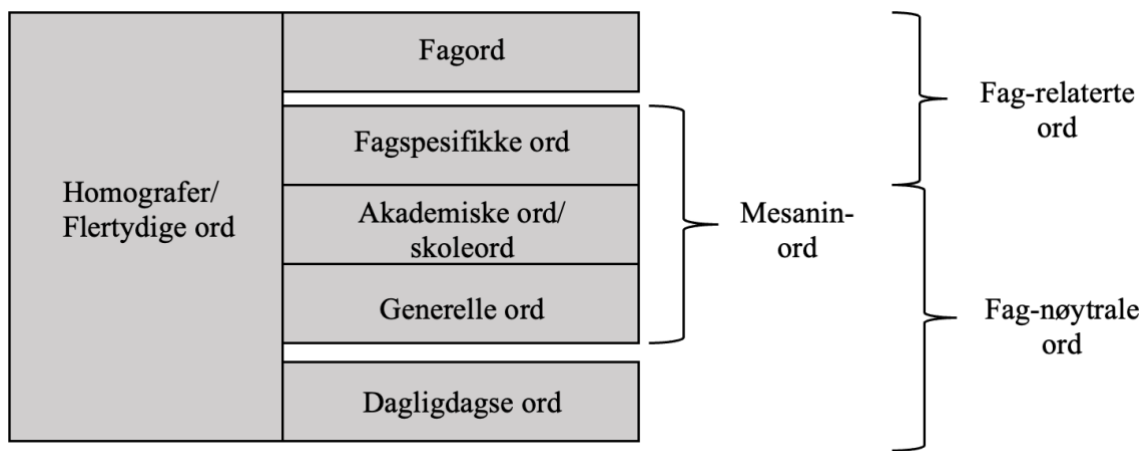 Homografer/
Flertydige ord
Fagord
Fagspesifikke ord
Akademiske ord/
skoleord
Generelle ord
Dagligdagse ord
Mesanin-
ord
Fag-relaterte
ord
Fag-nøytrale
ord